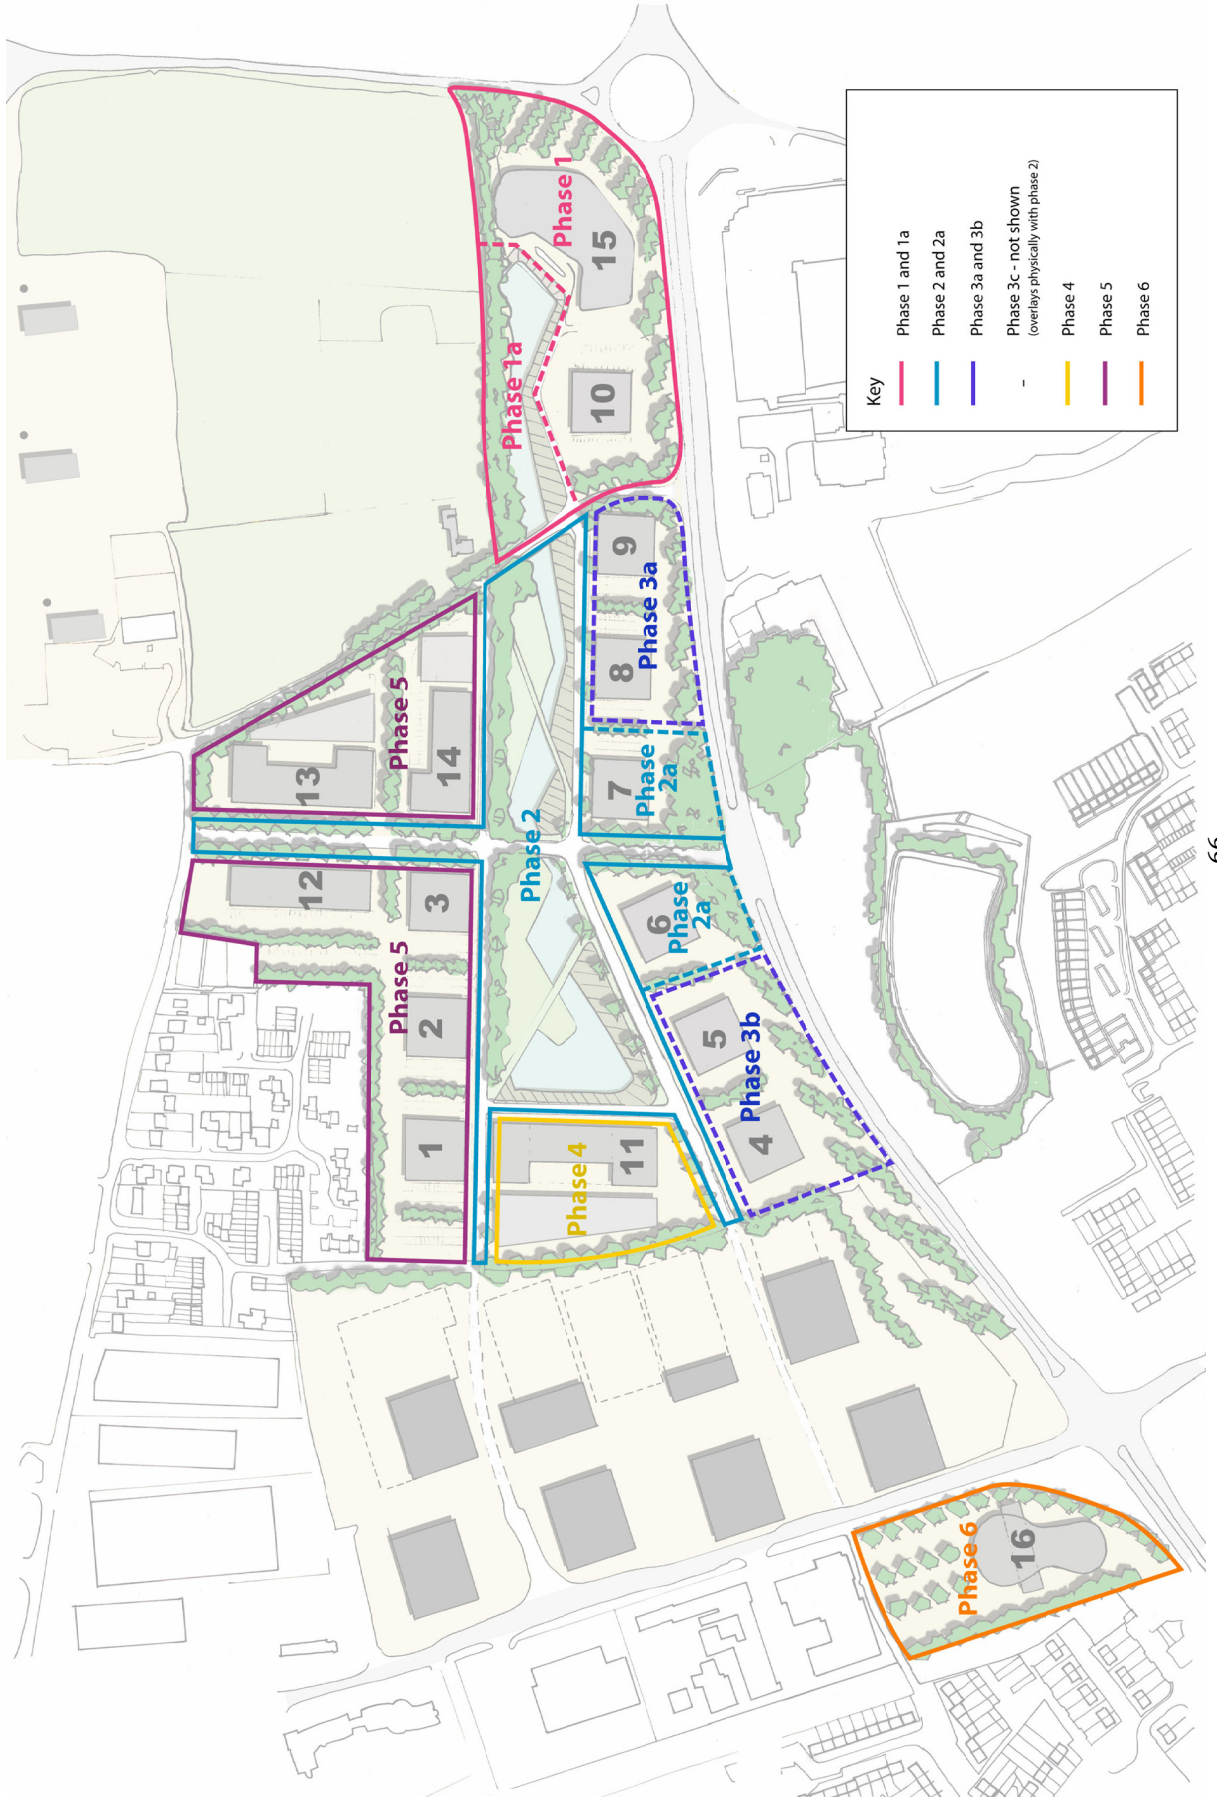 Phase 1
15
Phase 1a
10
9
Phase 3a
8
7
Phase
2a
Phase 5
13
14
Phase 2
12
3
Phase 5
2
1
6
Phase
2a
5
Phase 3b
4
Phase 4
11
Phase 6
16
Key
Phase 1 and 1a
Phase 2 and 2a
Phase 3a and 3b
– Phase 3c - not shown
(overlays physically with phase 2)
Phase 4
Phase 5
Phase 6
66